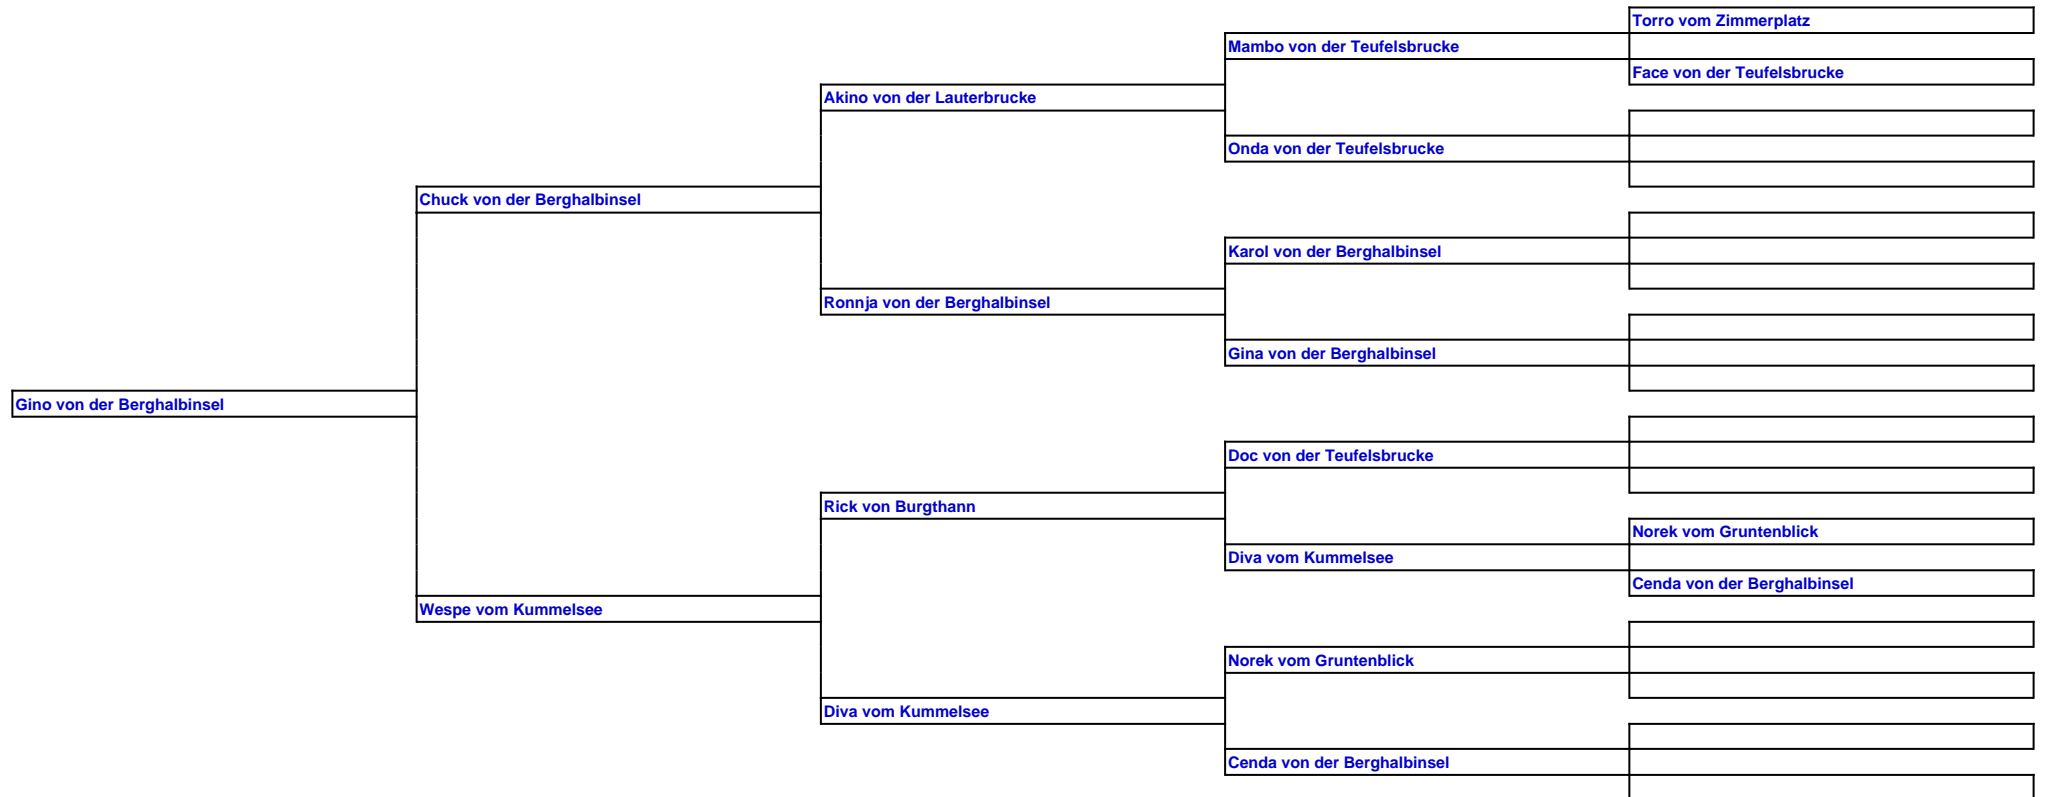 Torro vom Zimmerplatz
Mambo von der Teufelsbrucke
Face von der Teufelsbrucke
Akino von der Lauterbrucke
Onda von der Teufelsbrucke
Chuck von der Berghalbinsel
Karol von der Berghalbinsel
Ronnja von der Berghalbinsel
Gina von der Berghalbinsel
Gino von der Berghalbinsel
Doc von der Teufelsbrucke
Rick von Burgthann
Norek vom Gruntenblick
Diva vom Kummelsee
Cenda von der Berghalbinsel
Wespe vom Kummelsee
Norek vom Gruntenblick
Diva vom Kummelsee
Cenda von der Berghalbinsel